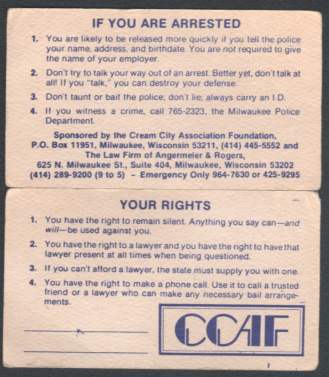 IF YOU ARE ARRESTED
1. You are likely to be released more quickly if you tell the police
your name, address, and birthdate. You are not required to give
the name of your employer.
2. Don't try to talk your way out of an arrest. Better yet, don't talk at
all! If you "talk," you can destroy your defense.
3. Don't taunt or bait the police; don't lie; always carry an I.D.
4. If you witness a crime, call 765-2323, the Milwaukee Police
Department.
Sponsored by the Cream City Association Foundation,
P.O. Box 11951, Milwaukee, Wisconsin 53211, (414) 445-5552 and
The Law Firm of Angermeier & Rogers,
625 N. Milwaukee St., Suite 404, Milwaukee, Wisconsin 53202
(414) 289-9200 (9 to 5) - Emergency Only 964-7630 or 425-9295
YOUR RIGHTS
1. You have the right to remain silent. Anything you say can—and
will—be used against you.
2. You have the right to a lawyer and you have the right to have that
lawyer present at all times when being questioned.
3. If you can't afford a lawyer, the state must supply you with one.
4. You have the right to make a phone call. Use it to call a trusted
friend or a lawyer who can make any necessary bail arrange-
ments.
CCAF